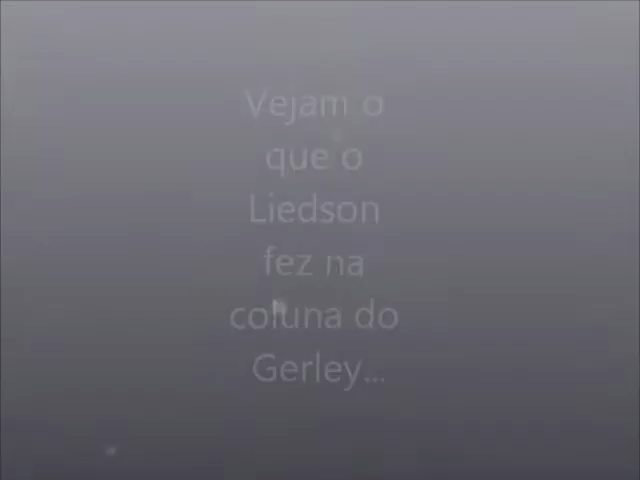 Vejam o
que o
Liedson
fez na
coluna do
Gerley...